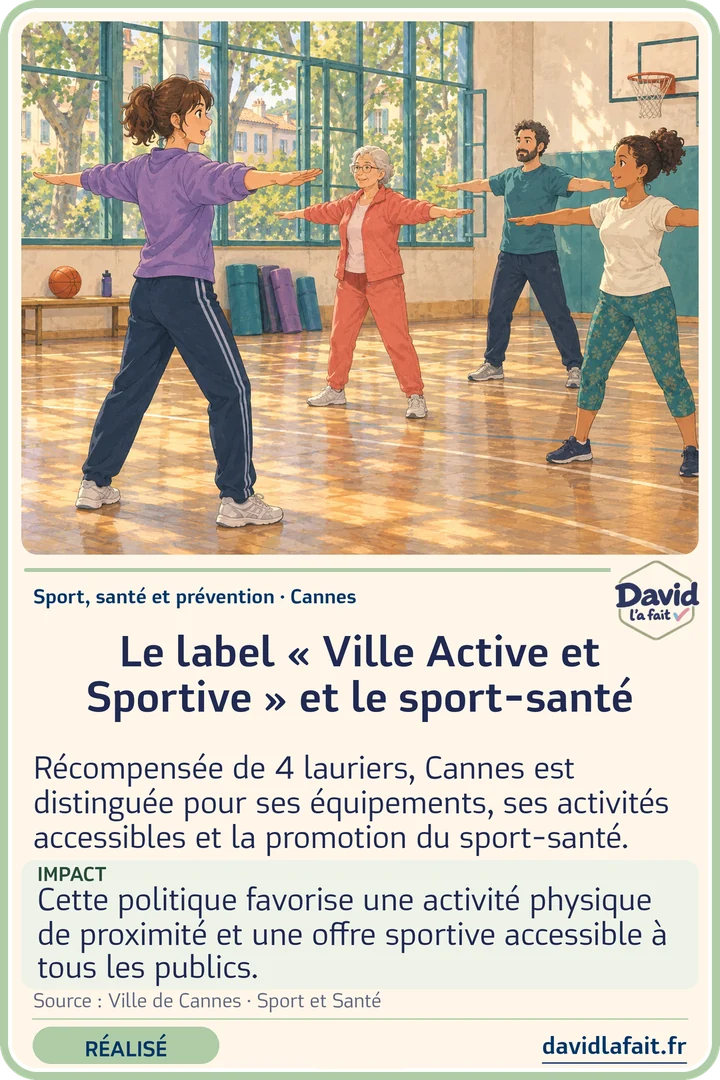 Sport, santé et prévention · Cannes
David
l'a fait
Le label « Ville Active et
Sportive » et le sport-santé
Récompensée de 4 lauriers, Cannes est
distinguée pour ses équipements, ses activités
accessibles et la promotion du sport-santé.
IMPACT
Cette politique favorise une activité physique
de proximité et une offre sportive accessible à
tous les publics.
Source : Ville de Cannes · Sport et Santé
RÉALISÉ
davidlafait.fr